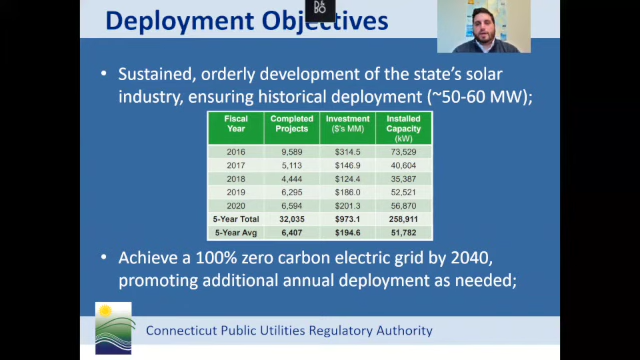 Deployment Objectives
• Sustained, orderly development of the state's solar
industry, ensuring historical deployment (~50-60 MW);
Fiscal Year | Completed Projects | Investment ($'s MM) | Installed Capacity (kW)
2016 9,589 $314.5 73,529
2017 5,113 $146.9 40,604
2018 4,444 $124.4 35,387
2019 6,295 $186.0 52,521
2020 6,594 $201.3 56,870
5-Year Total 32,035 $973.1 258,911
5-Year Avg 6,407 $194.6 51,782
• Achieve a 100% zero carbon electric grid by 2040,
promoting additional annual deployment as needed;
Connecticut Public Utilities Regulatory Authority